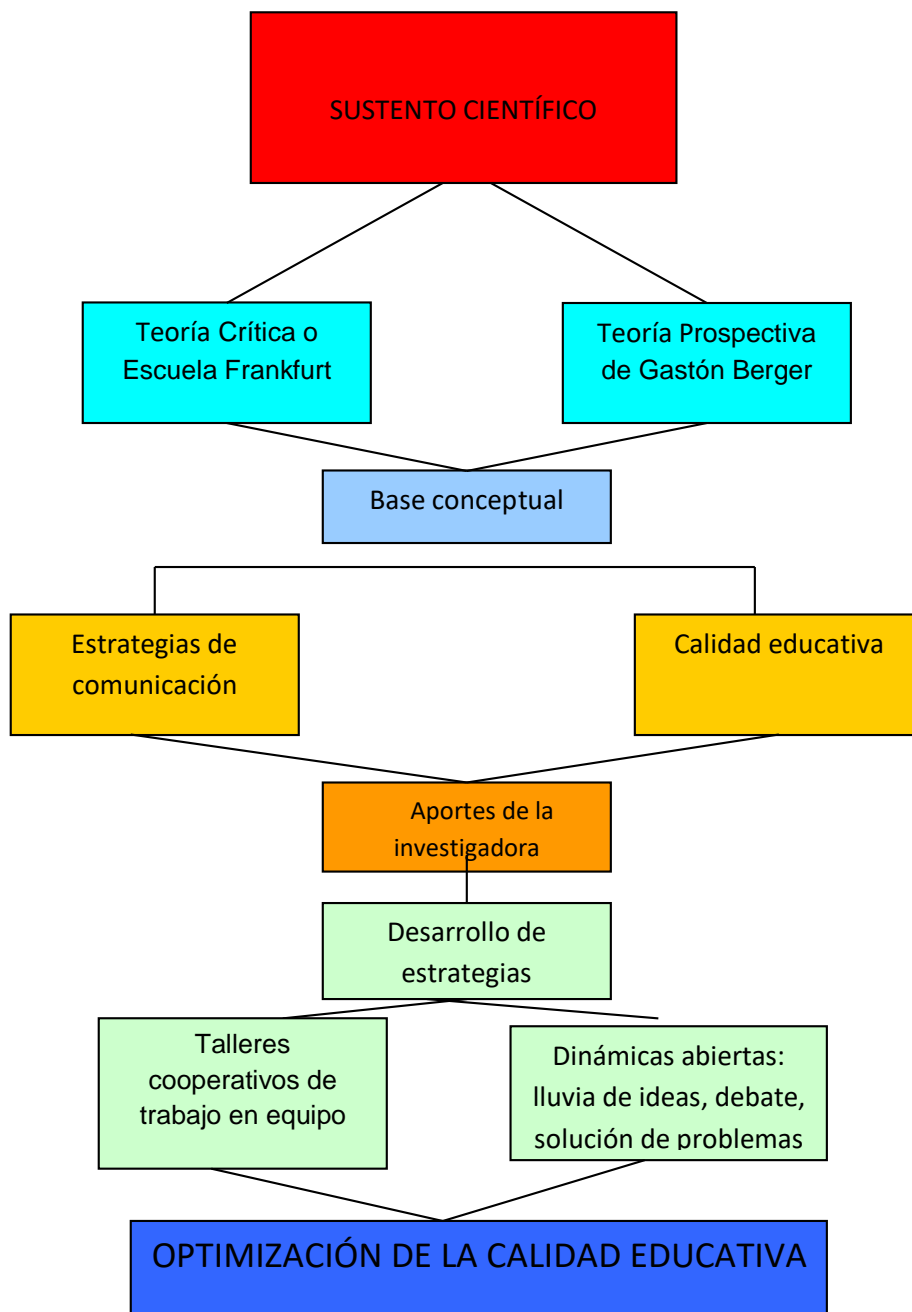 SUSTENTO CIENTÍFICO
Teoría Crítica o
Escuela Frankfurt
Teoría Prospectiva
de Gastón Berger
Base conceptual
Estrategias de
comunicación
Calidad educativa
Aportes de la
investigadora
Desarrollo de
estrategias
Talleres
cooperativos de
trabajo en equipo
Dinámicas abiertas:
lluvia de ideas, debate,
solución de problemas
OPTIMIZACIÓN DE LA CALIDAD EDUCATIVA